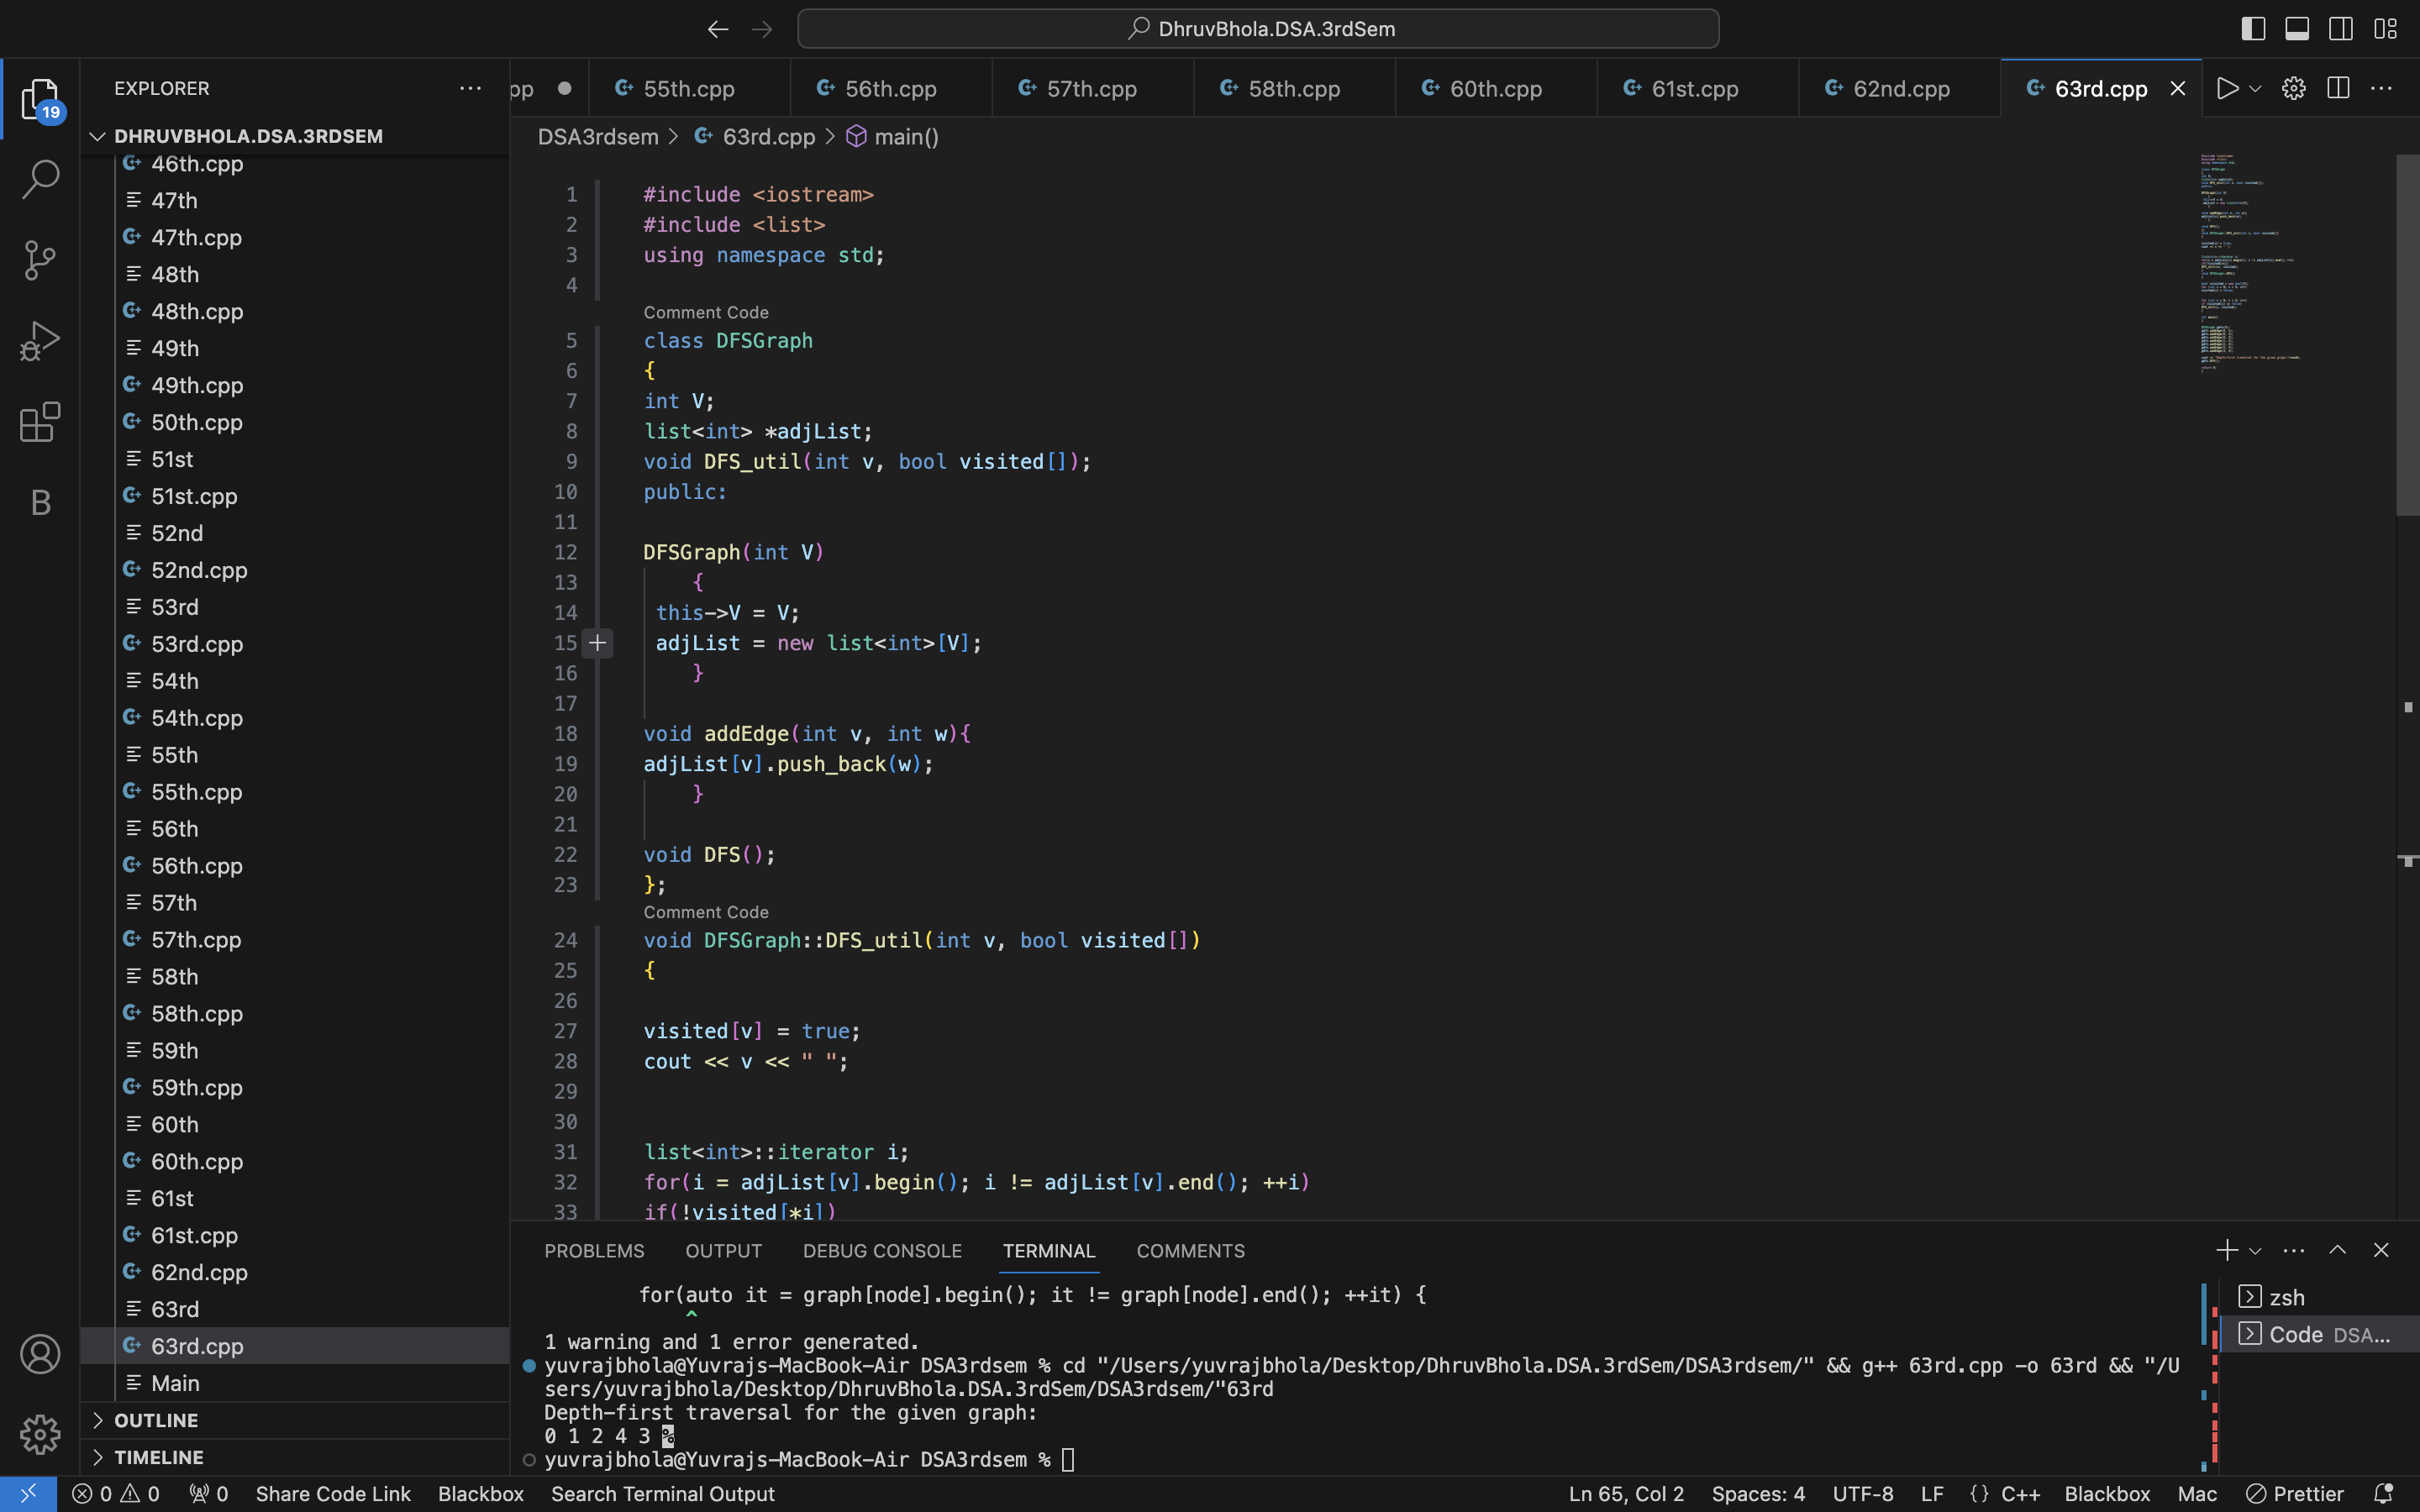 DhruvBhola.DSA.3rdSem
19
B
EXPLORER
DHRUVBHOLA.DSA.3RDSEM
46th.cpp
47th
47th.cpp
48th
48th.cpp
49th
49th.cpp
50th.cpp
51st
51st.cpp
52nd
52nd.cpp
53rd
53rd.cpp
54th
54th.cpp
55th
55th.cpp
56th
56th.cpp
57th
57th.cpp
58th
58th.cpp
59th
59th.cpp
60th
60th.cpp
61st
61st.cpp
62nd.cpp
63rd
63rd.cpp
Main
OUTLINE
TIMELINE
pp 55th.cpp 56th.cpp 57th.cpp 58th.cpp 60th.cpp 61st.cpp 62nd.cpp 63rd.cpp
DSA3rdsem > 63rd.cpp > main()
1 #include <iostream>
2 #include <list>
3 using namespace std;
4
Comment Code
5 class DFSGraph
6 {
7 int V;
8 list<int> *adjList;
9 void DFS_util(int v, bool visited[]);
10 public:
11
12 DFSGraph(int V)
13 {
14 this->V = V;
15 adjList = new list<int>[V];
16 }
17
18 void addEdge(int v, int w){
19 adjList[v].push_back(w);
20 }
21
22 void DFS();
23 };
Comment Code
24 void DFSGraph::DFS_util(int v, bool visited[])
25 {
26
27 visited[v] = true;
28 cout << v << " ";
29
30
31 list<int>::iterator i;
32 for(i = adjList[v].begin(); i != adjList[v].end(); ++i)
33 if(!visited[*i])
PROBLEMS OUTPUT DEBUG CONSOLE TERMINAL COMMENTS
for(auto it = graph[node].begin(); it != graph[node].end(); ++it) {
^
1 warning and 1 error generated.
yuvrajbhola@Yuvrajs-MacBook-Air DSA3rdsem % cd "/Users/yuvrajbhola/Desktop/DhruvBhola.DSA.3rdSem/DSA3rdsem/" && g++ 63rd.cpp -o 63rd && "/U
sers/yuvrajbhola/Desktop/DhruvBhola.DSA.3rdSem/DSA3rdsem/"63rd
Depth-first traversal for the given graph:
0 1 2 4 3 %
yuvrajbhola@Yuvrajs-MacBook-Air DSA3rdsem %
zsh
Code DSA...
0 0 0 Share Code Link Blackbox Search Terminal Output Ln 65, Col 2 Spaces: 4 UTF-8 LF {} C++ Blackbox Mac Prettier